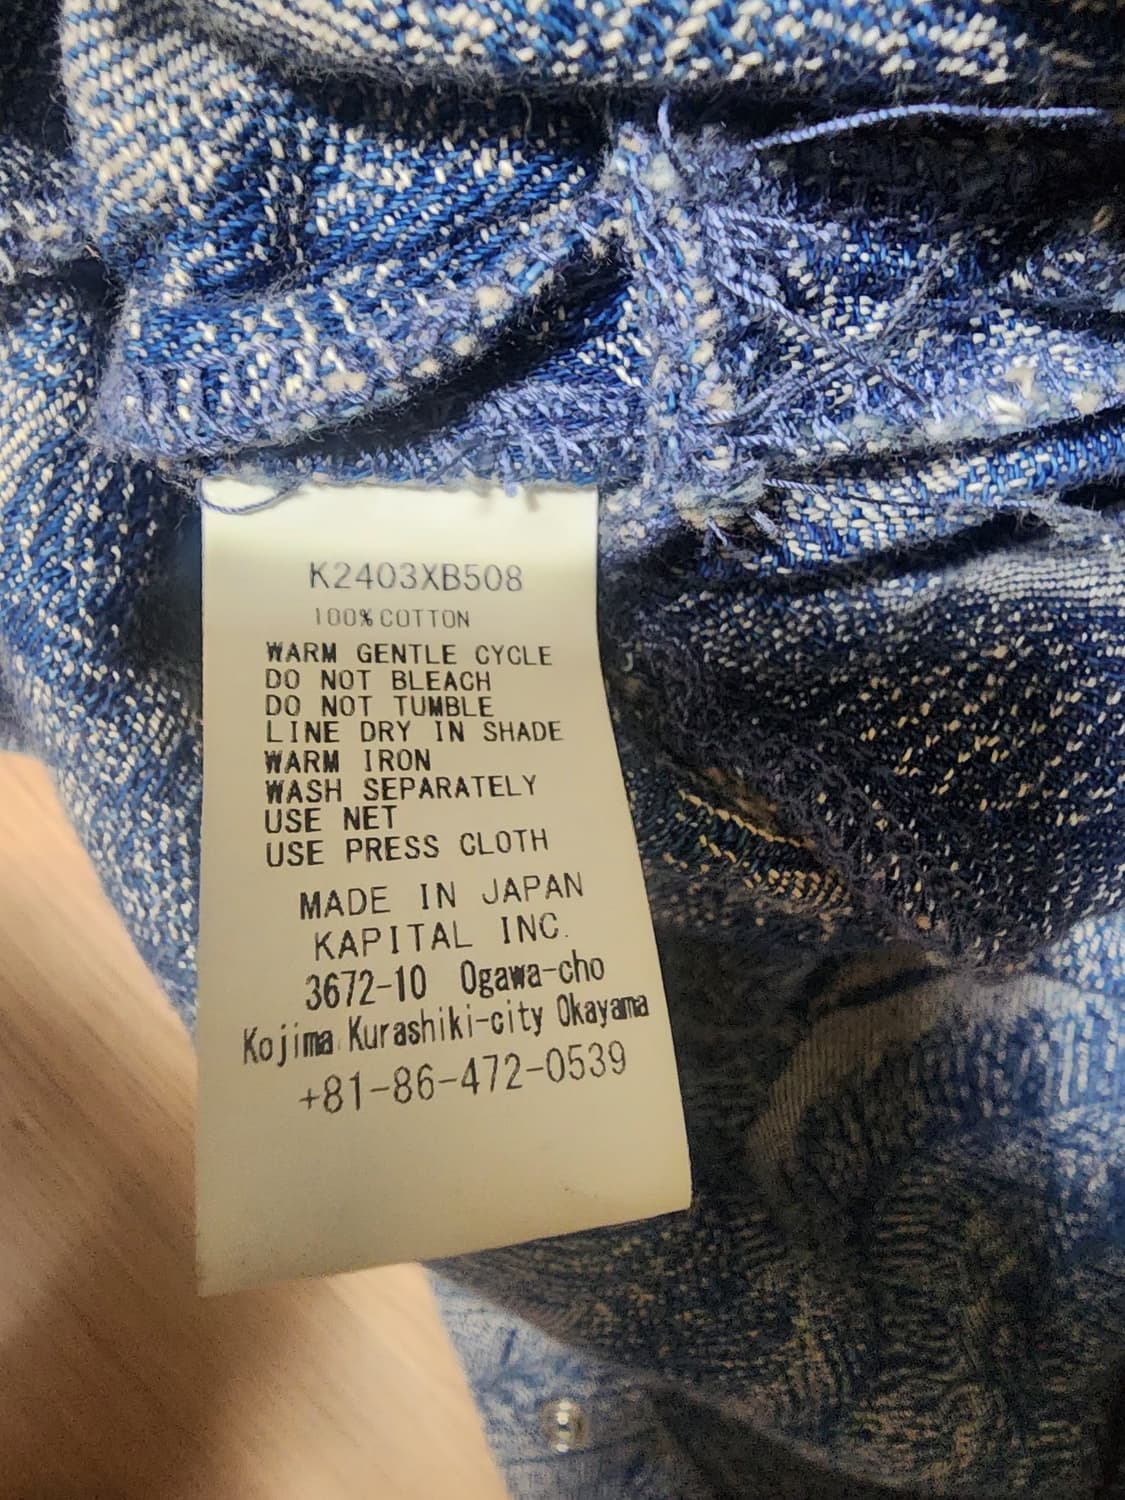 K2403XB508
100% COTTON
WARM GENTLE CYCLE
DO NOT BLEACH
DO NOT TUMBLE
LINE DRY IN SHADE
WARM IRON
WASH SEPARATELY
USE NET
USE PRESS CLOTH
MADE IN JAPAN
KAPITAL INC.
3672-10 Ogawa-cho
Kojima Kurashiki-city Okayama
+81-86-472-0539